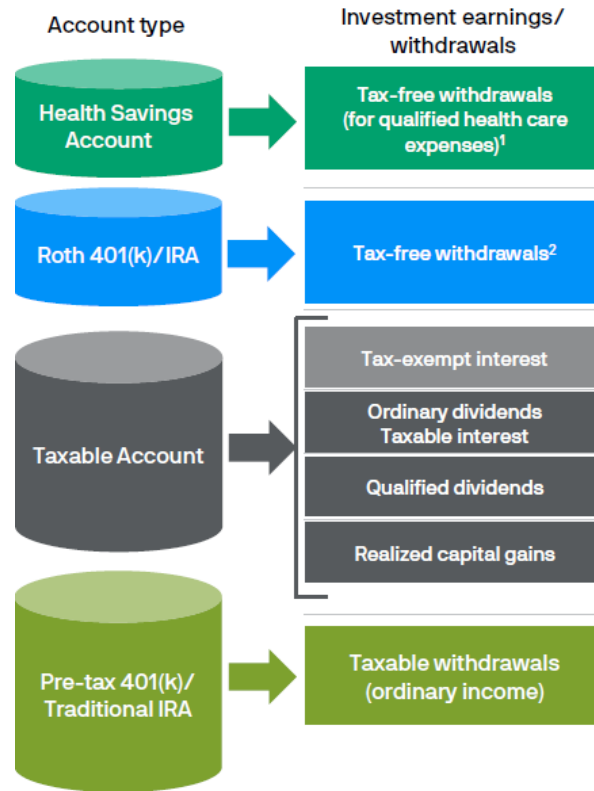 Account type
Investment earnings/
withdrawals
Health Savings
Account
Tax-free withdrawals
(for qualified health care
expenses)¹
Roth 401(k)/IRA
Tax-free withdrawals²
Taxable Account
Tax-exempt interest
Ordinary dividends
Taxable interest
Qualified dividends
Realized capital gains
Pre-tax 401(k)/
Traditional IRA
Taxable withdrawals
(ordinary income)